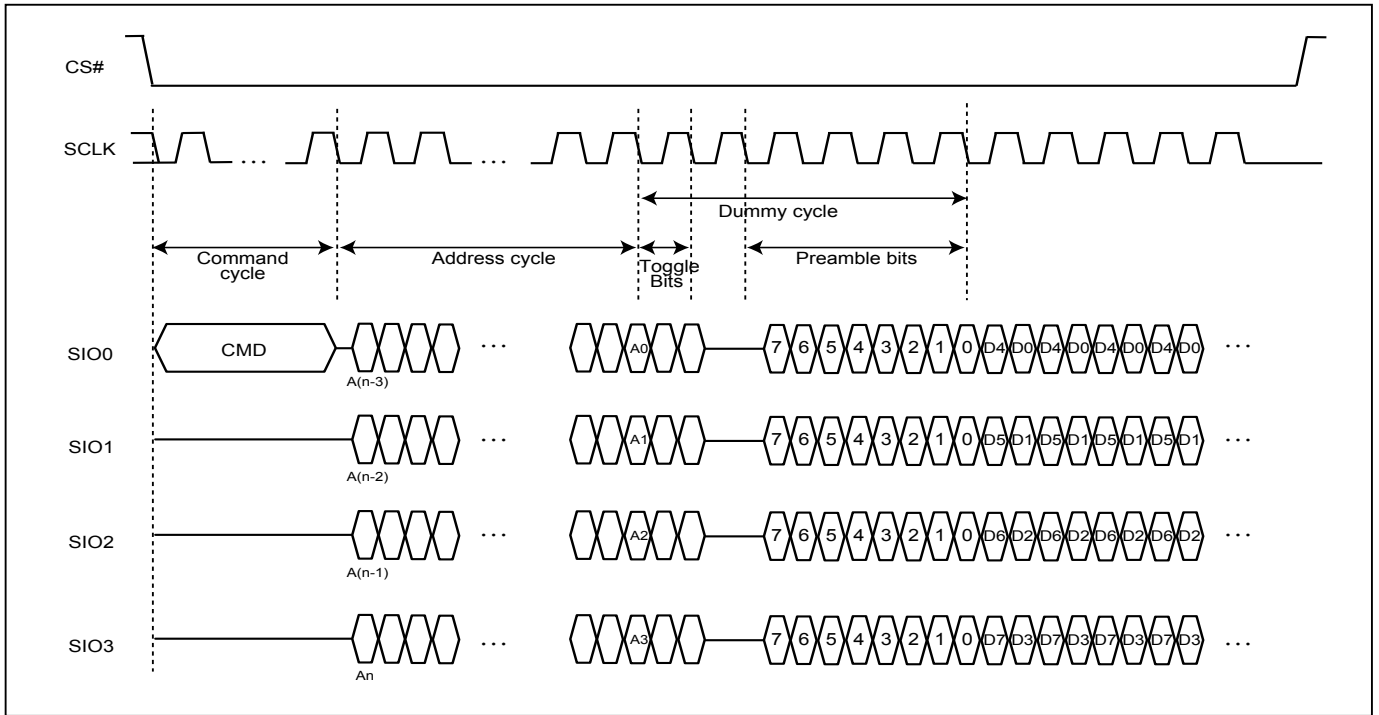 CS#
SCLK
... ...
Dummy cycle
Command cycle
Address cycle
Toggle Bits
Preamble bits
SIO0
CMD
... A0 7 6 5 4 3 2 1 0 D4 D0 D4 D0 D4 D0 D4 D0 ...
A(n-3)
SIO1
... A1 7 6 5 4 3 2 1 0 D5 D1 D5 D1 D5 D1 D5 D1 ...
A(n-2)
SIO2
... A2 7 6 5 4 3 2 1 0 D6 D2 D6 D2 D6 D2 D6 D2 ...
A(n-1)
SIO3
... A3 7 6 5 4 3 2 1 0 D7 D3 D7 D3 D7 D3 D7 D3 ...
An